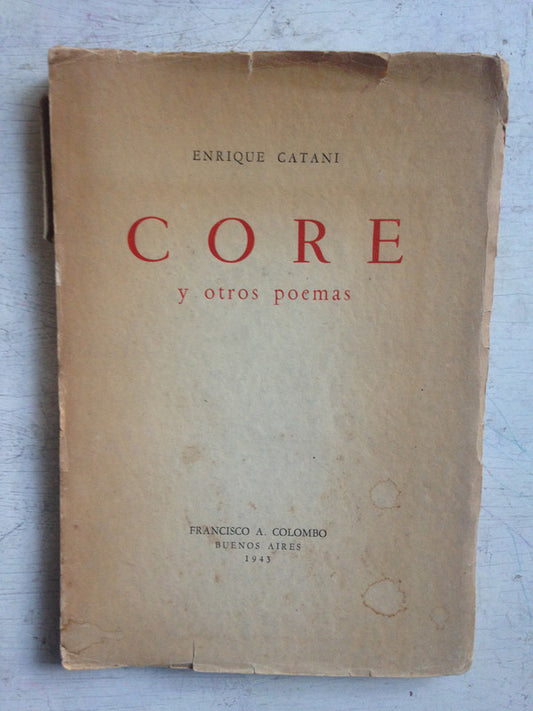 ENRIQUE CATANI
CORE
y otros poemas
FRANCISCO A. COLOMBO
BUENOS AIRES
1943